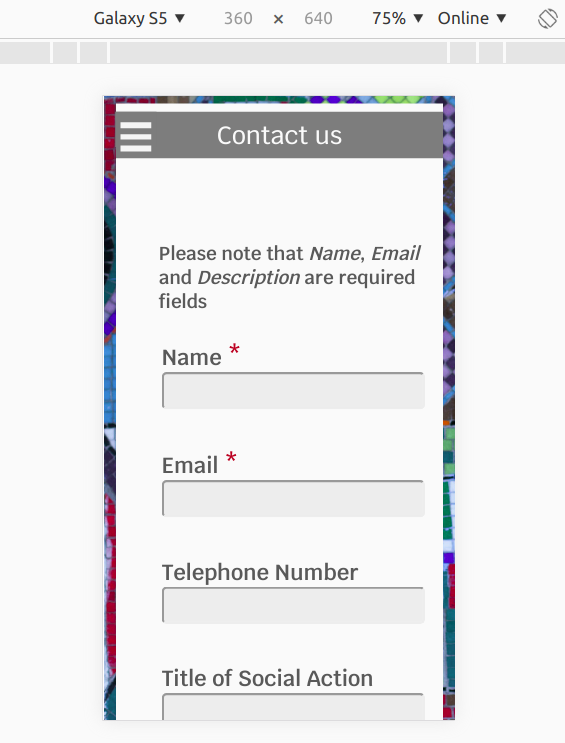 Galaxy S5 ▼ 360 × 640 75% ▼ Online ▼
Contact us
Please note that Name, Email
and Description are required
fields
Name *
Email *
Telephone Number
Title of Social Action